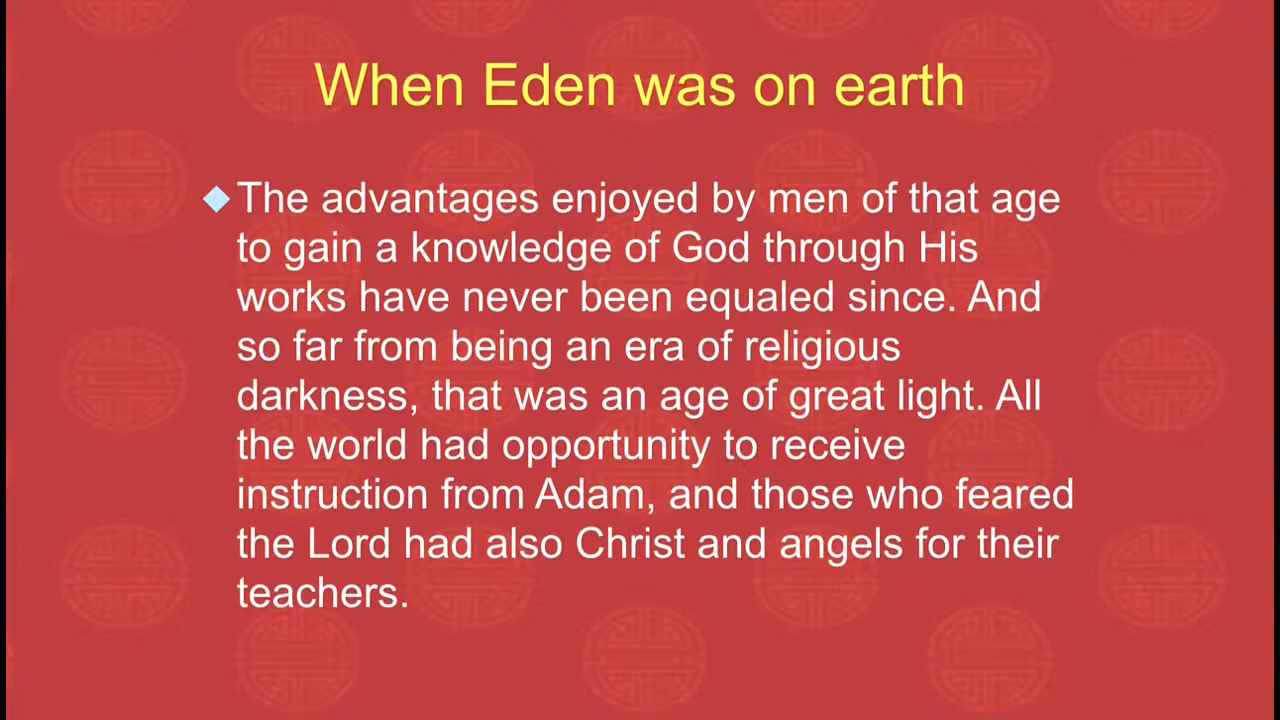 When Eden was on earth
The advantages enjoyed by men of that age
to gain a knowledge of God through His
works have never been equaled since. And
so far from being an era of religious
darkness, that was an age of great light. All
the world had opportunity to receive
instruction from Adam, and those who feared
the Lord had also Christ and angels for their
teachers.